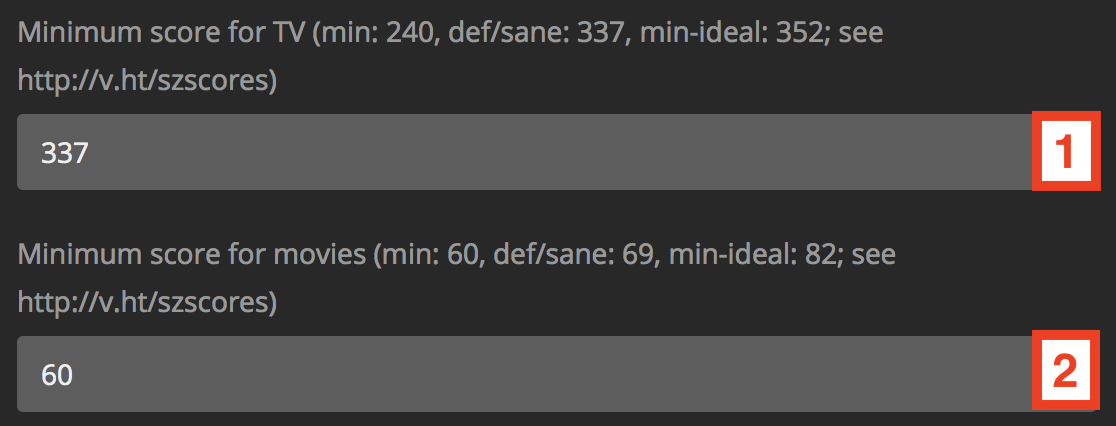 Minimum score for TV (min: 240, def/sane: 337, min-ideal: 352; see
http://v.ht/szscores)
337
1
Minimum score for movies (min: 60, def/sane: 69, min-ideal: 82; see
http://v.ht/szscores)
60
2